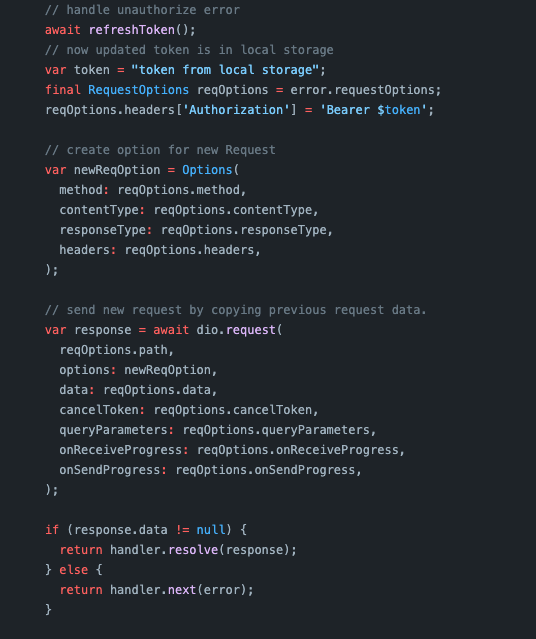 // handle unauthorize error
await refreshToken();
// now updated token is in local storage
var token = "token from local storage";
final RequestOptions reqOptions = error.requestOptions;
reqOptions.headers['Authorization'] = 'Bearer $token';

// create option for new Request
var newReqOption = Options(
  method: reqOptions.method,
  contentType: reqOptions.contentType,
  responseType: reqOptions.responseType,
  headers: reqOptions.headers,
);

// send new request by copying previous request data.
var response = await dio.request(
  reqOptions.path,
  options: newReqOption,
  data: reqOptions.data,
  cancelToken: reqOptions.cancelToken,
  queryParameters: reqOptions.queryParameters,
  onReceiveProgress: reqOptions.onReceiveProgress,
  onSendProgress: reqOptions.onSendProgress,
);

if (response.data != null) {
  return handler.resolve(response);
} else {
  return handler.next(error);
}